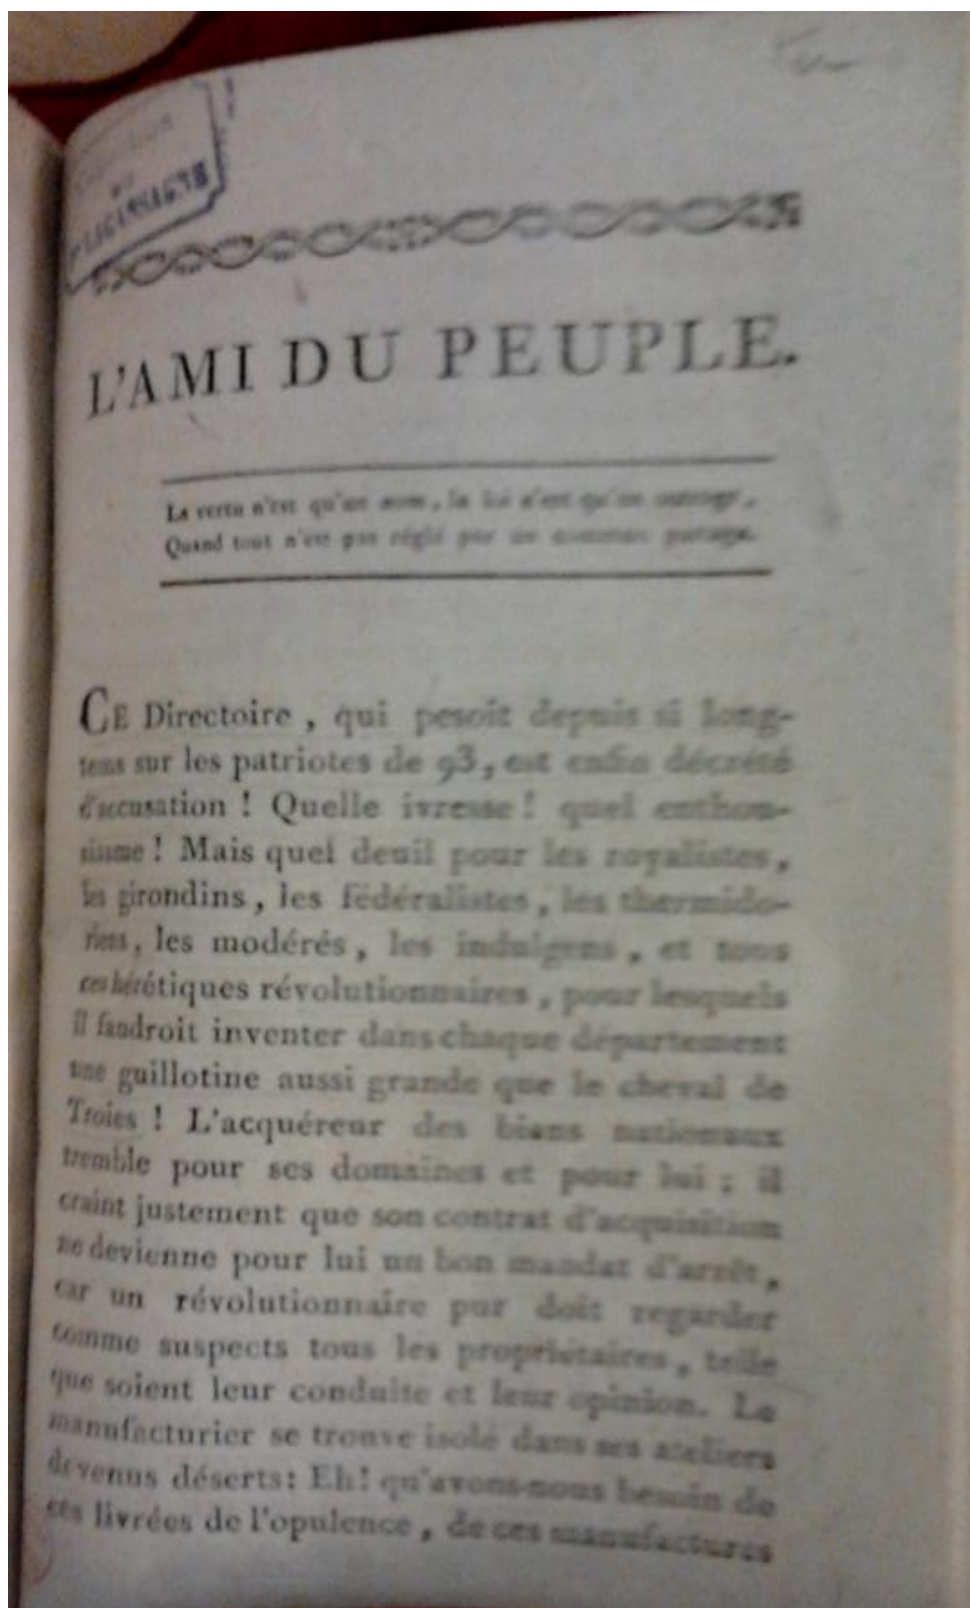 LACASSAGNE
L'AMI DU PEUPLE.
La vertu n'est qu'un nom, la loi n'est qu'un outrage,
Quand tout n'est pas réglé par un commun partage.
CE Directoire, qui pesoit depuis si long-
tems sur les patriotes de 93, est enfin décrété
d'accusation ! Quelle ivresse ! quel enthou-
siasme ! Mais quel deuil pour les royalistes,
les girondins, les fédéralistes, les thermido-
riens, les modérés, les indulgens, et tous
ces hérétiques révolutionnaires, pour lesquels
il faudroit inventer dans chaque département
une guillotine aussi grande que le cheval de
Troies ! L'acquéreur des biens nationaux
tremble pour ses domaines et pour lui ; il
craint justement que son contrat d'acquisition
ne devienne pour lui un bon mandat d'arrêt,
car un révolutionnaire pur doit regarder
comme suspects tous les propriétaires, telle
que soient leur conduite et leur opinion. Le
manufacturier se trouve isolé dans ses ateliers
devenus déserts : Eh ! qu'avons-nous besoin de
ces livrées de l'opulence, de ces manufactures